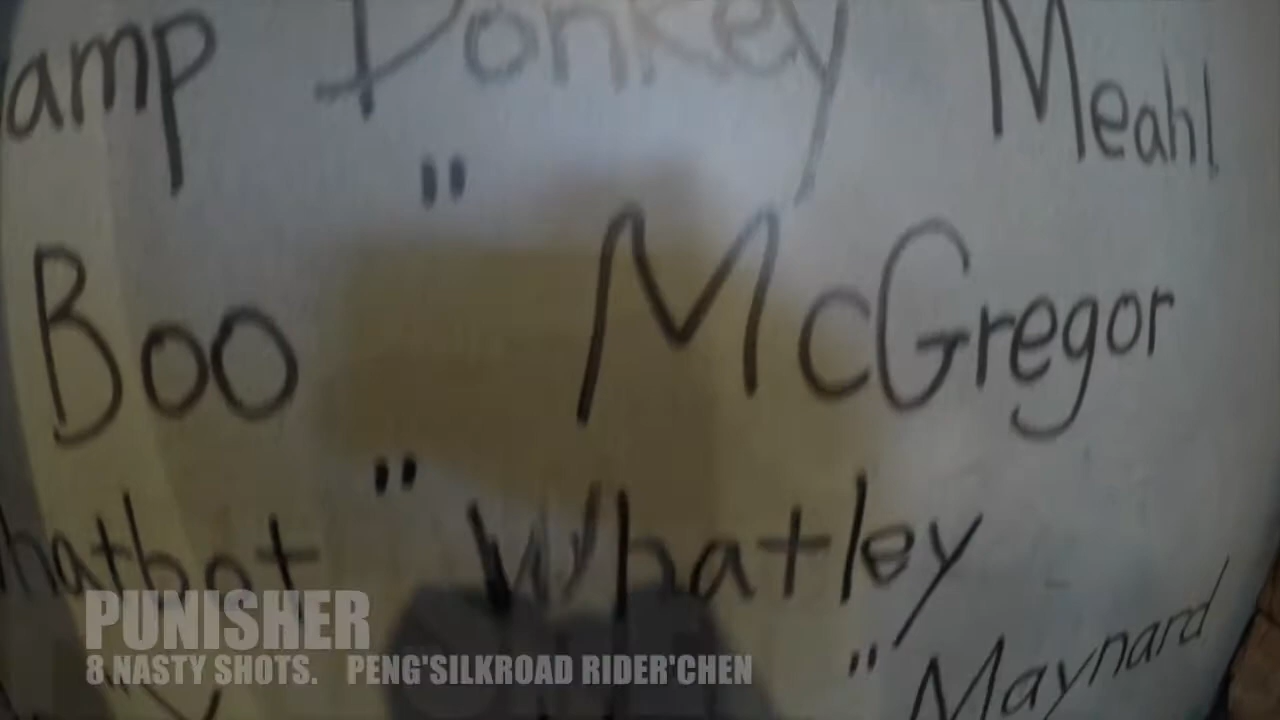 amp Donkey Meahl
Boo " McGregor
hatbot " Whatley
" Maynard
PUNISHER
8 NASTY SHOTS. PENG'SILKROAD RIDER'CHEN